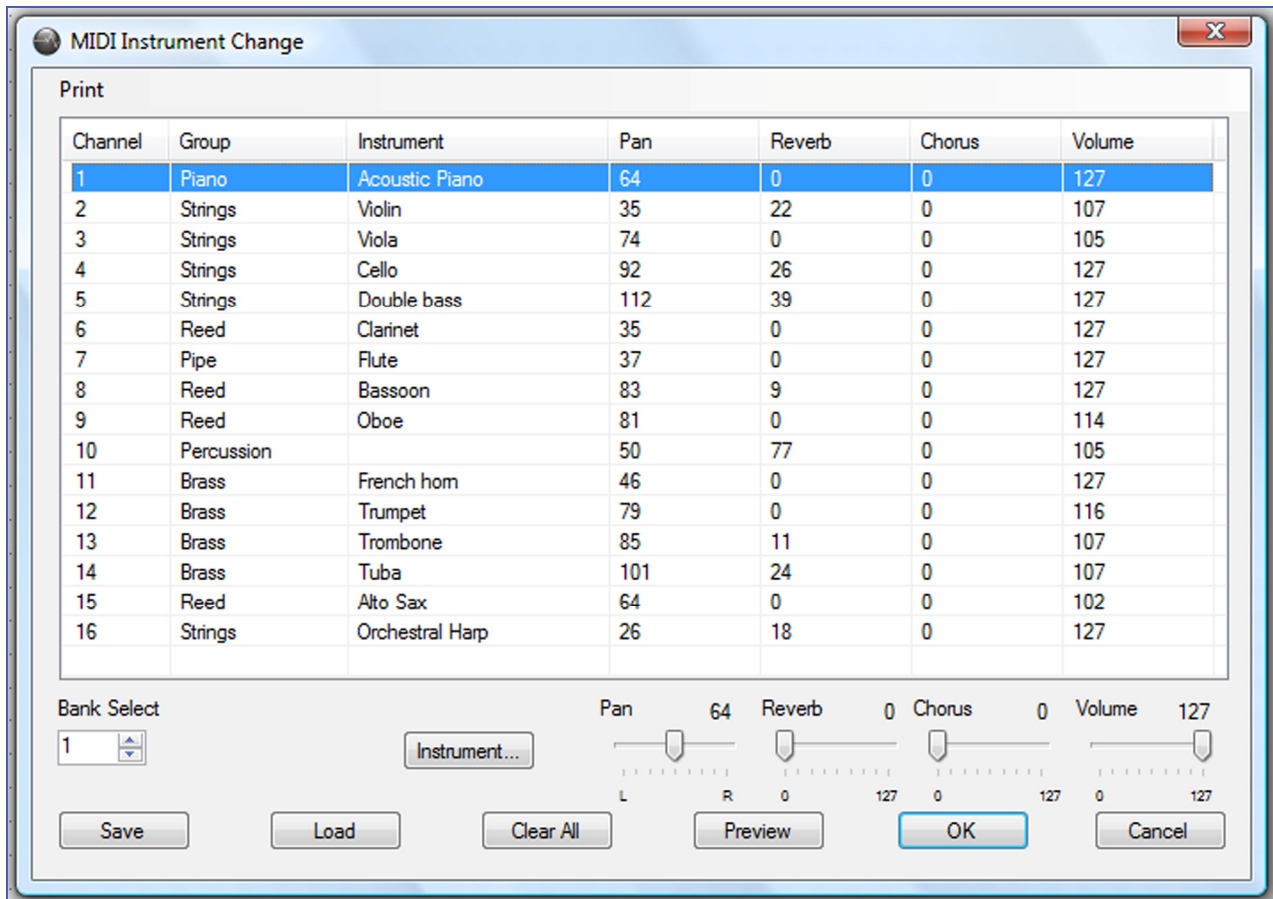 MIDI Instrument Change
Print
Channel Group Instrument Pan Reverb Chorus Volume
1 Piano Acoustic Piano 64 0 0 127
2 Strings Violin 35 22 0 107
3 Strings Viola 74 0 0 105
4 Strings Cello 92 26 0 127
5 Strings Double bass 112 39 0 127
6 Reed Clarinet 35 0 0 127
7 Pipe Flute 37 0 0 127
8 Reed Bassoon 83 9 0 127
9 Reed Oboe 81 0 0 114
10 Percussion 50 77 0 105
11 Brass French horn 46 0 0 127
12 Brass Trumpet 79 0 0 116
13 Brass Trombone 85 11 0 107
14 Brass Tuba 101 24 0 107
15 Reed Alto Sax 64 0 0 102
16 Strings Orchestral Harp 26 18 0 127
Bank Select Pan 64 Reverb 0 Chorus 0 Volume 127
1 Instrument...
L R 0 127 0 127 0 127
Save Load Clear All Preview OK Cancel